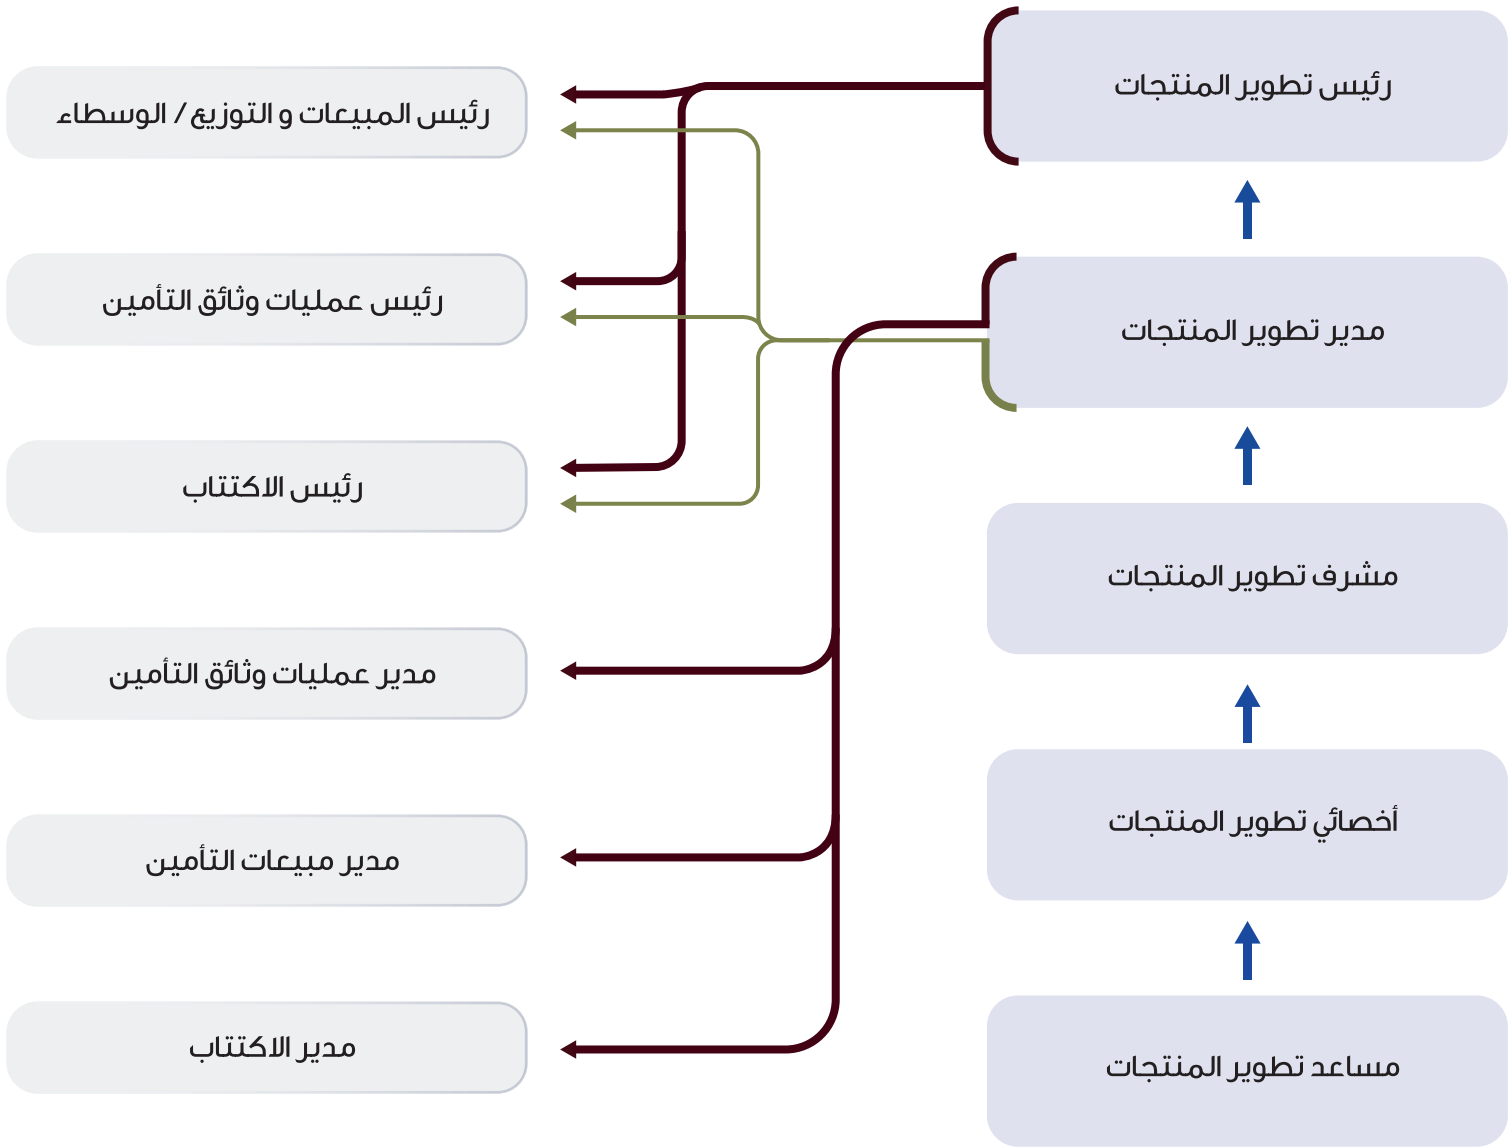 رئيس تطوير المنتجات
مدير تطوير المنتجات
مشرف تطوير المنتجات
أخصائي تطوير المنتجات
مساعد تطوير المنتجات
رئيس المبيعات و التوزيع / الوسطاء
رئيس عمليات وثائق التأمين
رئيس الاكتتاب
مدير عمليات وثائق التأمين
مدير مبيعات التأمين
مدير الاكتتاب